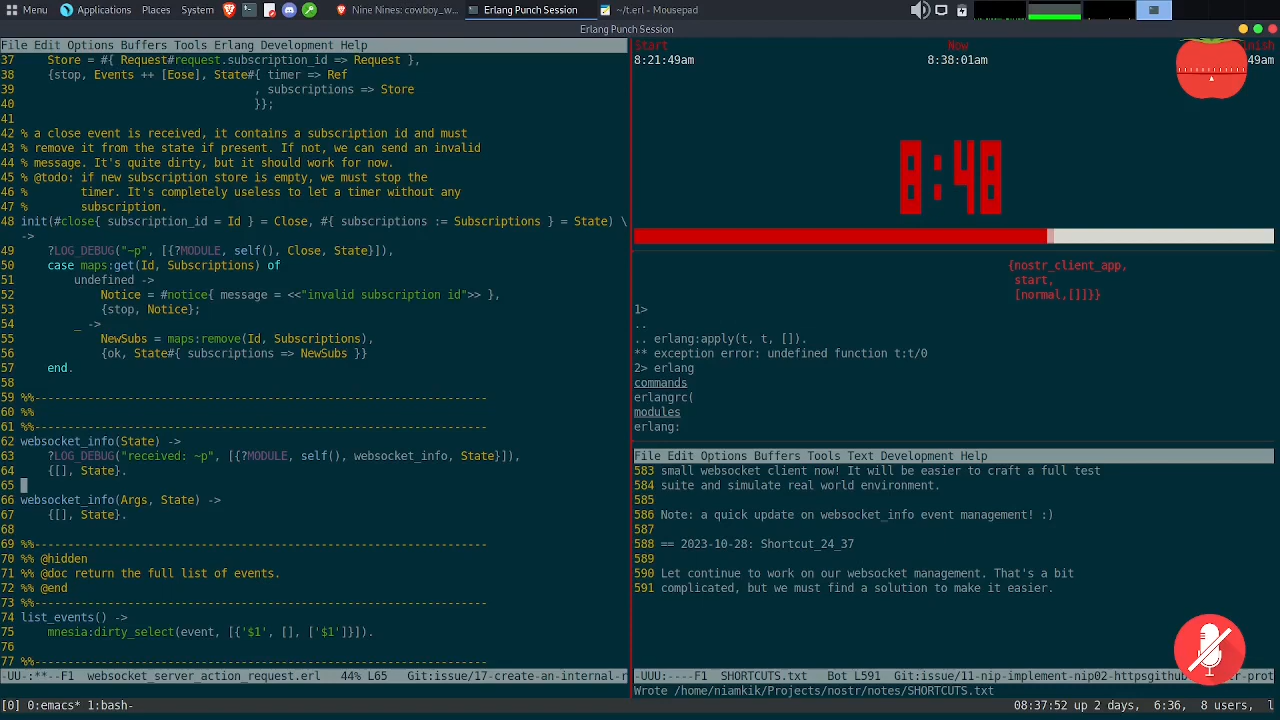 Menu Applications Places System Nine Nines: cowboy_w... Erlang Punch Session ~/t.erl - Mousepad
Erlang Punch Session
File Edit Options Buffers Tools Erlang Development Help
37 Store = #{ Request#request.subscription_id => Request },
38 {stop, Events ++ [Ease], State#{ timer => Ref
39 , subscriptions => Store
40 }};
41
42 % a close event is received, it contains a subscription id and must
43 % remove it from the state if present. If not, we can send an invalid
44 % message. It's quite dirty, but it should work for now.
45 % @todo: if new subscription store is empty, we must stop the
46 % timer. It's completely useless to let a timer without any
47 % subscription.
48 init(#close{ subscription_id = Id } = Close, #{ subscriptions := Subscriptions } = State) \
->
49 ?LOG_DEBUG("~p", [{?MODULE, self(), Close, State}]),
50 case maps:get(Id, Subscriptions) of
51 undefined ->
52 Notice = #notice{ message = <<"invalid subscription id">> },
53 {stop, Notice};
54 _ ->
55 NewSubs = maps:remove(Id, Subscriptions),
56 {ok, State#{ subscriptions => NewSubs }}
57 end.
58
59 %%------------------------------------------------------------------
60 %%
61 %%------------------------------------------------------------------
62 websocket_info(State) ->
63 ?LOG_DEBUG("received: ~p", [{?MODULE, self(), websocket_info, State}]),
64 {[], State}.
65
66 websocket_info(Args, State) ->
67 {[], State}.
68
69 %%------------------------------------------------------------------
70 %% @hidden
71 %% @doc return the full list of events.
72 %% @end
73 %%------------------------------------------------------------------
74 list_events() ->
75 mnesia:dirty_select(event, [{'$1', [], ['$1']}]).
76
77 %%------------------------------------------------------------------
-UU-:**--F1 websocket_server_action_request.erl 44% L65 Git:issue/17-create-an-internal-r
Start Now
8:21:49am 8:38:01am 49am
8:48
{nostr_client_app,
start,
[normal,[]]}}
1>
..
.. erlang:apply(t, t, []).
** exception error: undefined function t:t/0
2> erlang
commands
erlangrc(
modules
erlang:
File Edit Options Buffers Tools Text Development Help
583 small websocket client now! It will be easier to craft a full test
584 suite and simulate real world environment.
585
586 Note: a quick update on websocket_info event management! :)
587
588 == 2023-10-28: Shortcut_24_37
589
590 Let continue to work on our websocket management. That's a bit
591 complicated, but we must find a solution to make it easier.
-UUU:----F1 SHORTCUTS.txt Bot L591 Git:issue/11-nip-implement-nip02-httpsgithub
Wrote /home/niamkik/Projects/nostr/notes/SHORTCUTS.txt
[0] 0:emacs* 1:bash- 08:37:52 up 2 days, 6:36, 8 users, l